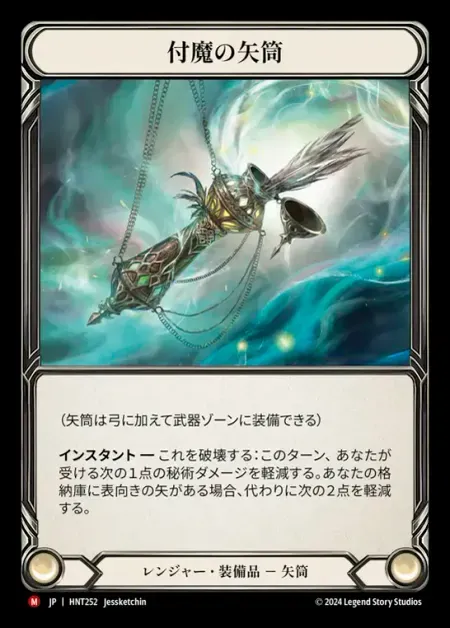 付魔の矢筒
（矢筒は弓に加えて武器ゾーンに装備できる）
インスタント ー これを破壊する：このターン、あなたが
受ける次の１点の秘術ダメージを軽減する。あなたの格
納庫に表向きの矢がある場合、代わりに次の２点を軽減
する。
レンジャー・装備品 － 矢筒
M JP | HNT252 Jessketchin © 2024 Legend Story Studios